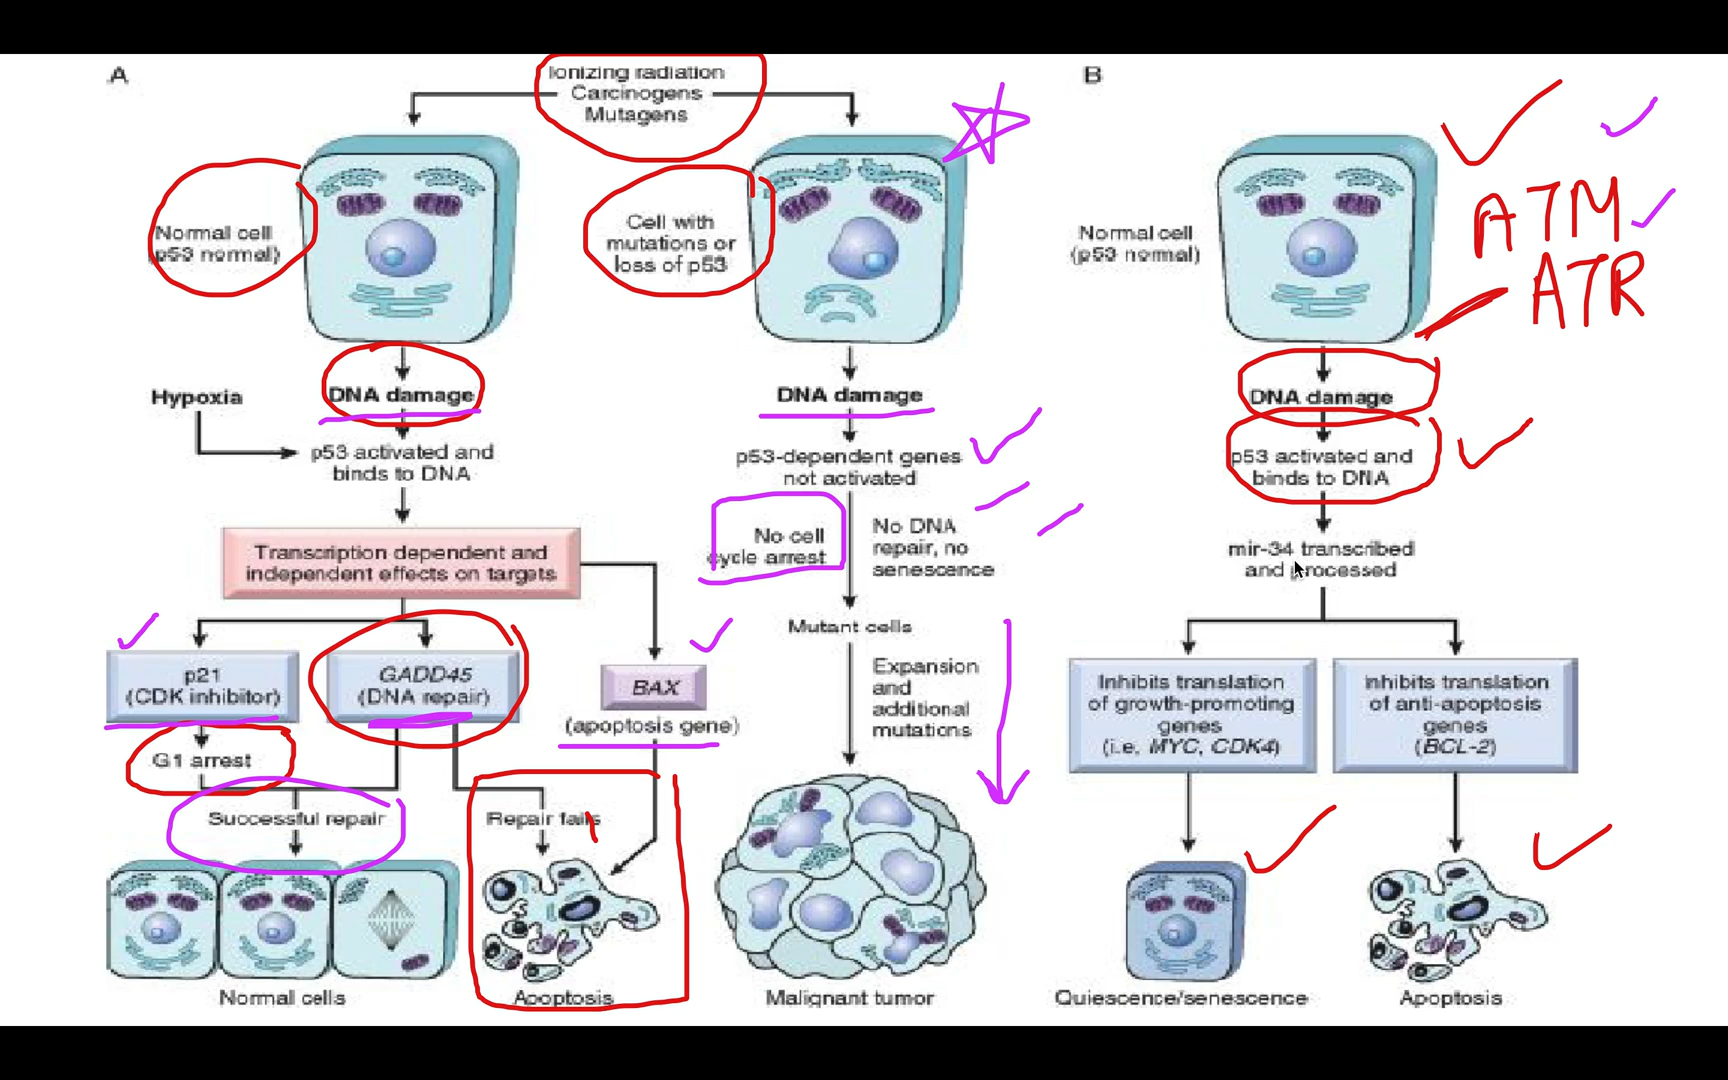 A
Ionizing radiation
Carcinogens
Mutagens
B
Normal cell
(p53 normal)
Cell with
mutations or
loss of p53
Normal cell
(p53 normal)
ATM
ATR
Hypoxia
DNA damage
DNA damage
DNA damage
p53 activated and
binds to DNA
p53-dependent genes
not activated
p53 activated and
binds to DNA
No cell
cycle arrest
No DNA
repair, no
senescence
Transcription dependent and
independent effects on targets
mir-34 transcribed
and processed
Mutant cells
p21
(CDK inhibitor)
GADD45
(DNA repair)
BAX
(apoptosis gene)
Expansion
and
additional
mutations
Inhibits translation
of growth-promoting
genes
(i.e, MYC, CDK4)
Inhibits translation
of anti-apoptosis
genes
(BCL-2)
G1 arrest
Successful repair
Repair fails
Normal cells
Apoptosis
Malignant tumor
Quiescence/senescence
Apoptosis